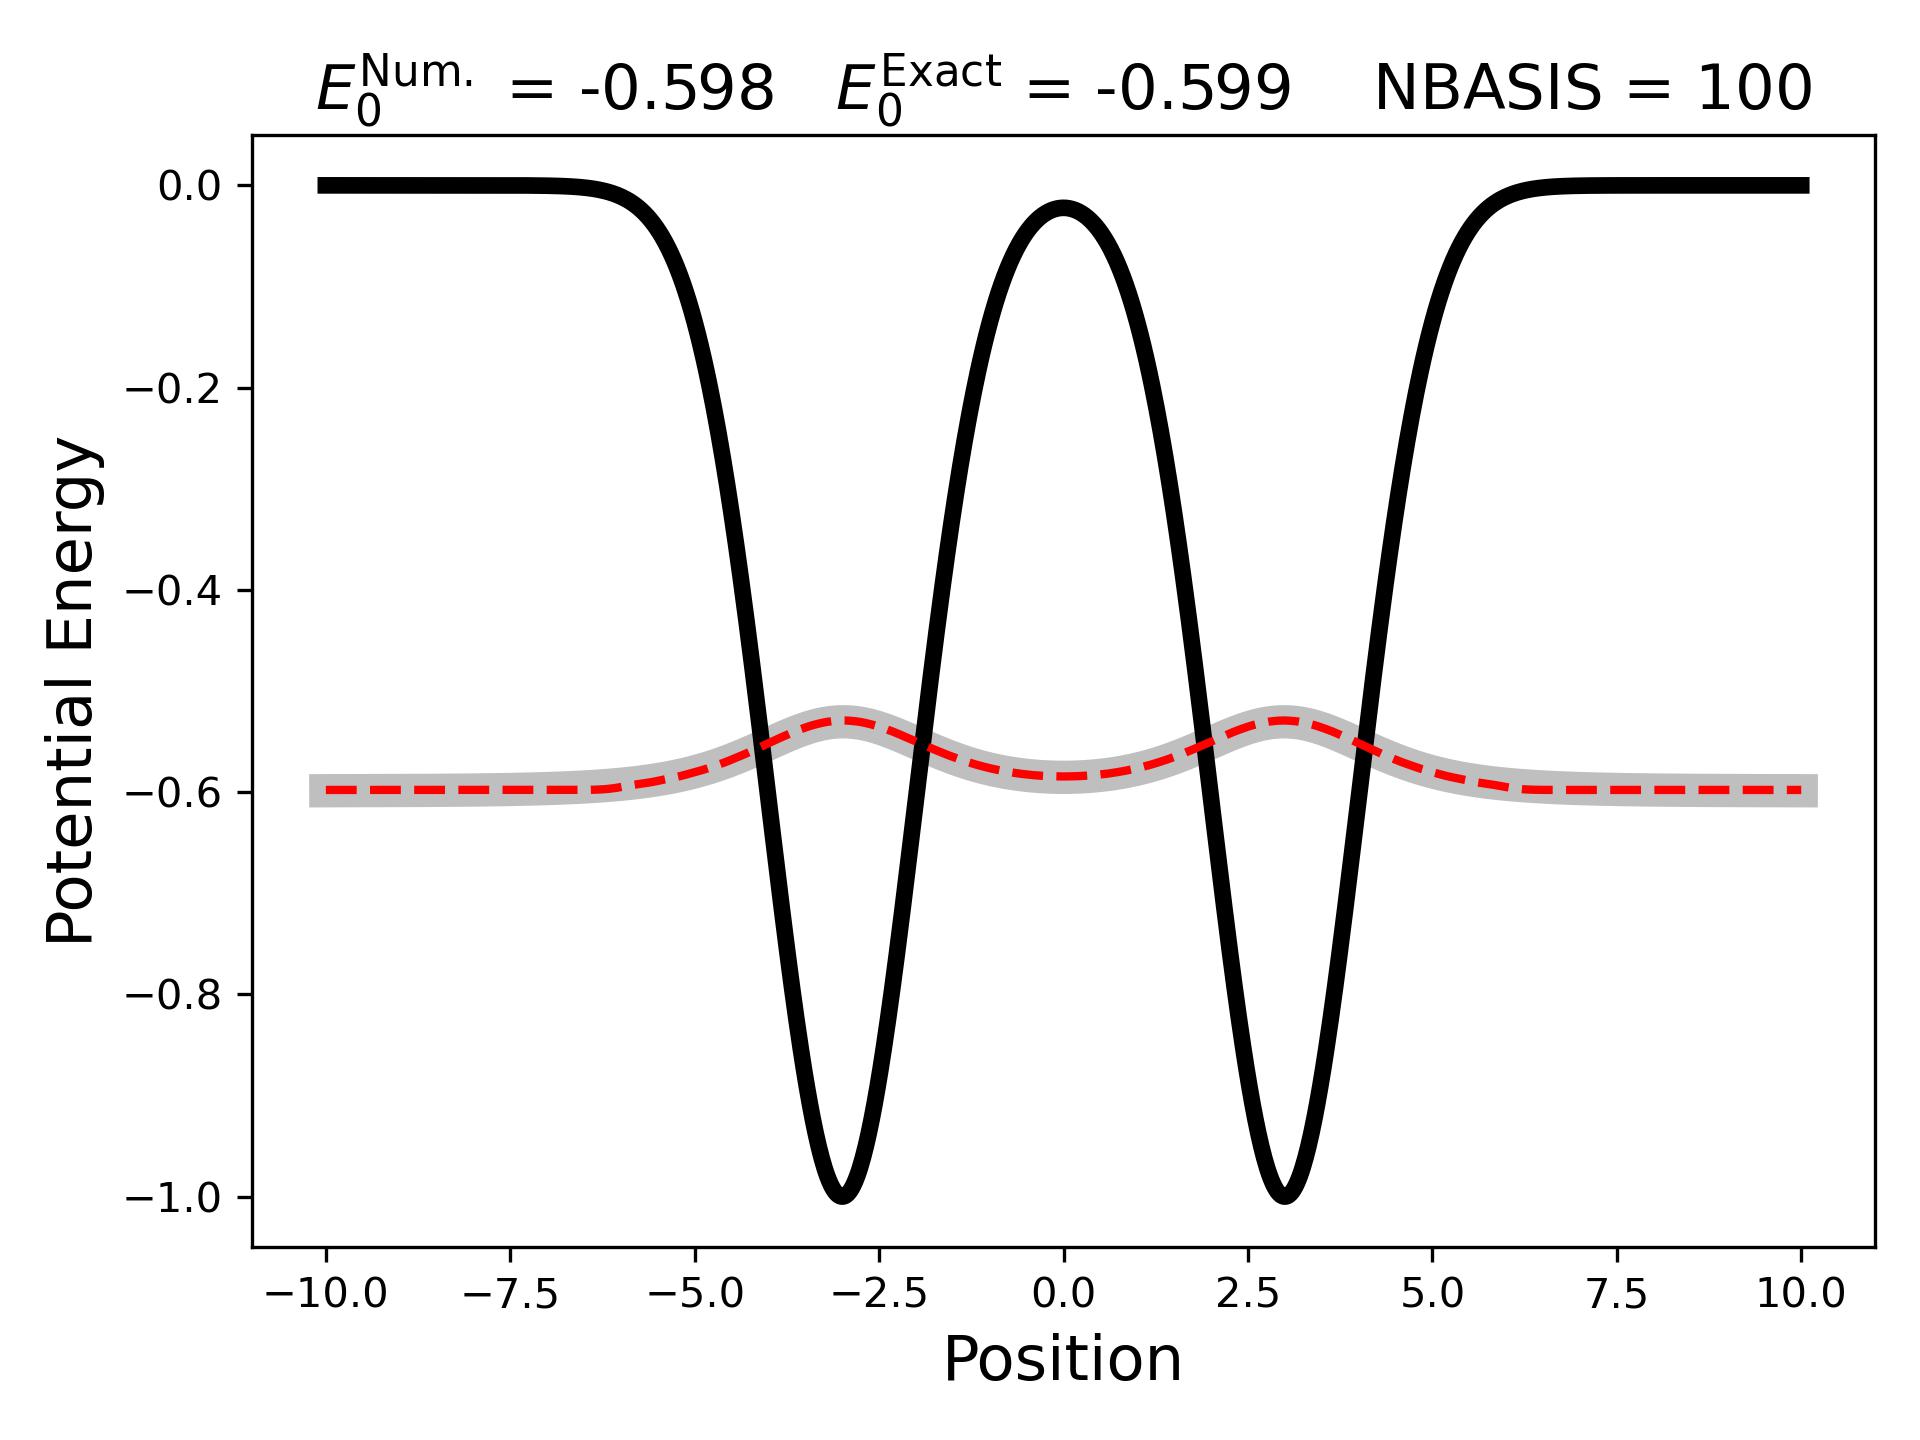 E₀^Num. = -0.598 E₀^Exact = -0.599 NBASIS = 100
0.0
−0.2
−0.4
−0.6
−0.8
−1.0
Potential Energy
−10.0 −7.5 −5.0 −2.5 0.0 2.5 5.0 7.5 10.0
Position